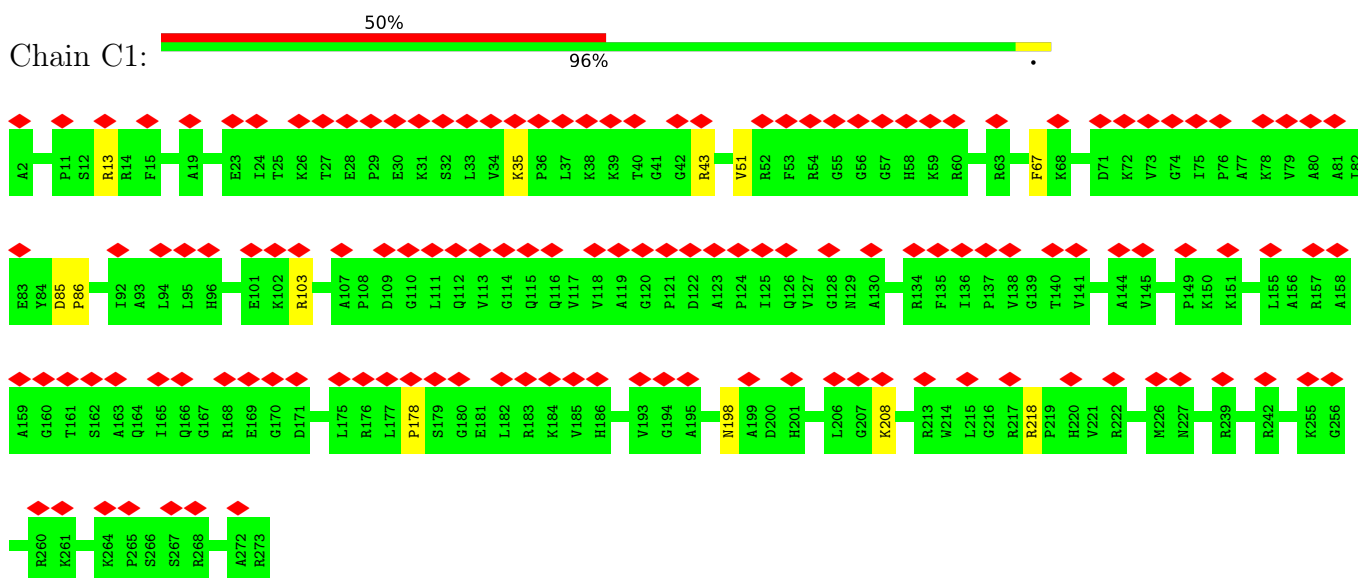 50%
Chain C1:
96%
.
A2 P11 S12 R13 R14 F15 A19 E23 I24 T25 K26 T27 E28 P29 E30 K31 S32 L33 V34 K35 P36 L37 K38 K39 T40 G41 G42 R43 V51 R52 F53 R54 G55 G56 G57 H58 K59 R60 R63 F67 K68 D71 K72 V73 G74 I75 P76 A77 K78 V79 A80 A81 I82
E83 Y84 D85 P86 I92 A93 L94 L95 H96 E101 K102 R103 A107 P108 D109 G110 L111 Q112 V113 G114 Q115 Q116 V117 V118 A119 G120 P121 D122 A123 P124 I125 Q126 V127 G128 N129 A130 R134 F135 I136 P137 V138 G139 T140 V141 A144 V145 P149 K150 K151 L155 A156 R157 A158
A159 G160 T161 S162 A163 Q164 I165 Q166 G167 R168 E169 G170 D171 L175 R176 L177 P178 S179 G180 E181 L182 R183 K184 V185 H186 V193 G194 A195 N198 A199 D200 H201 L206 G207 K208 R213 W214 L215 G216 R217 R218 P219 H220 V221 R222 M226 N227 R239 R242 K255 G256
R260 K261 K264 P265 S266 S267 R268 A272 R273